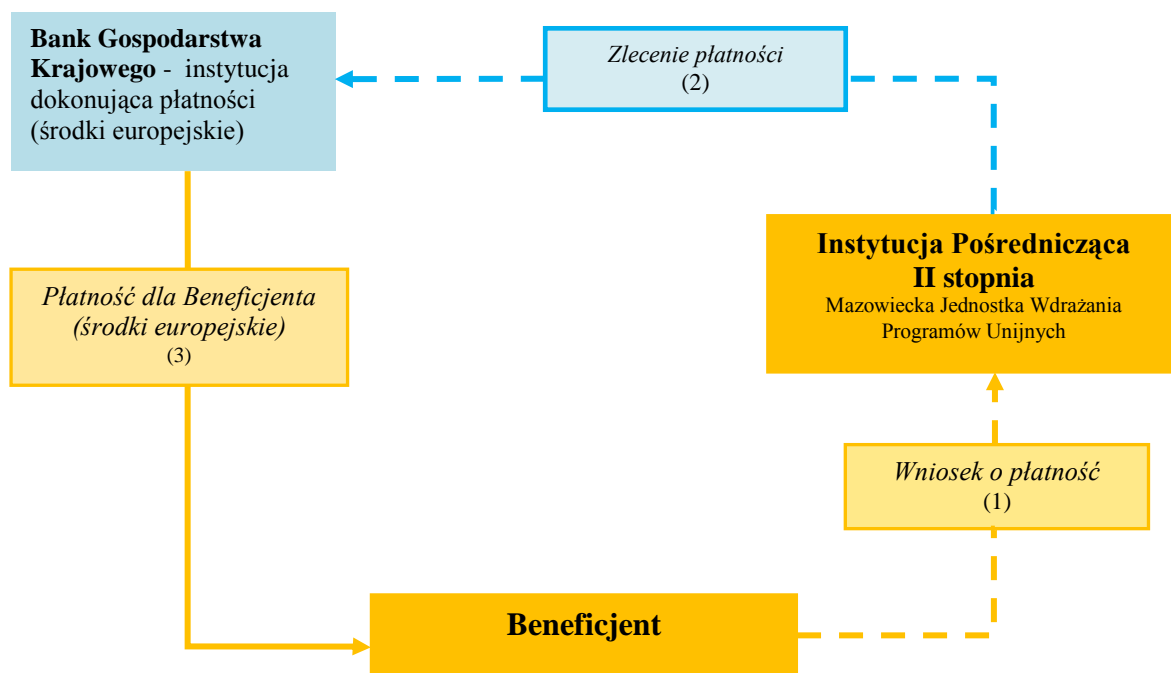 Bank Gospodarstwa
Krajowego - instytucja
dokonująca płatności
(środki europejskie)
Zlecenie płatności
(2)
Instytucja Pośrednicząca
II stopnia
Mazowiecka Jednostka Wdrażania
Programów Unijnych
Płatność dla Beneficjenta
(środki europejskie)
(3)
Wniosek o płatność
(1)
Beneficjent